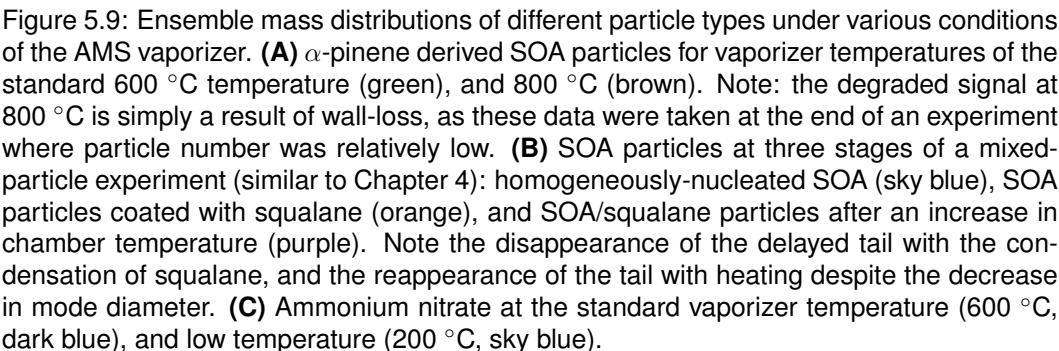 Figure 5.9: Ensemble mass distributions of different particle types under various conditions
of the AMS vaporizer. (A) α-pinene derived SOA particles for vaporizer temperatures of the
standard 600 °C temperature (green), and 800 °C (brown). Note: the degraded signal at
800 °C is simply a result of wall-loss, as these data were taken at the end of an experiment
where particle number was relatively low. (B) SOA particles at three stages of a mixed-
particle experiment (similar to Chapter 4): homogeneously-nucleated SOA (sky blue), SOA
particles coated with squalane (orange), and SOA/squalane particles after an increase in
chamber temperature (purple). Note the disappearance of the delayed tail with the con-
densation of squalane, and the reappearance of the tail with heating despite the decrease
in mode diameter. (C) Ammonium nitrate at the standard vaporizer temperature (600 °C,
dark blue), and low temperature (200 °C, sky blue).